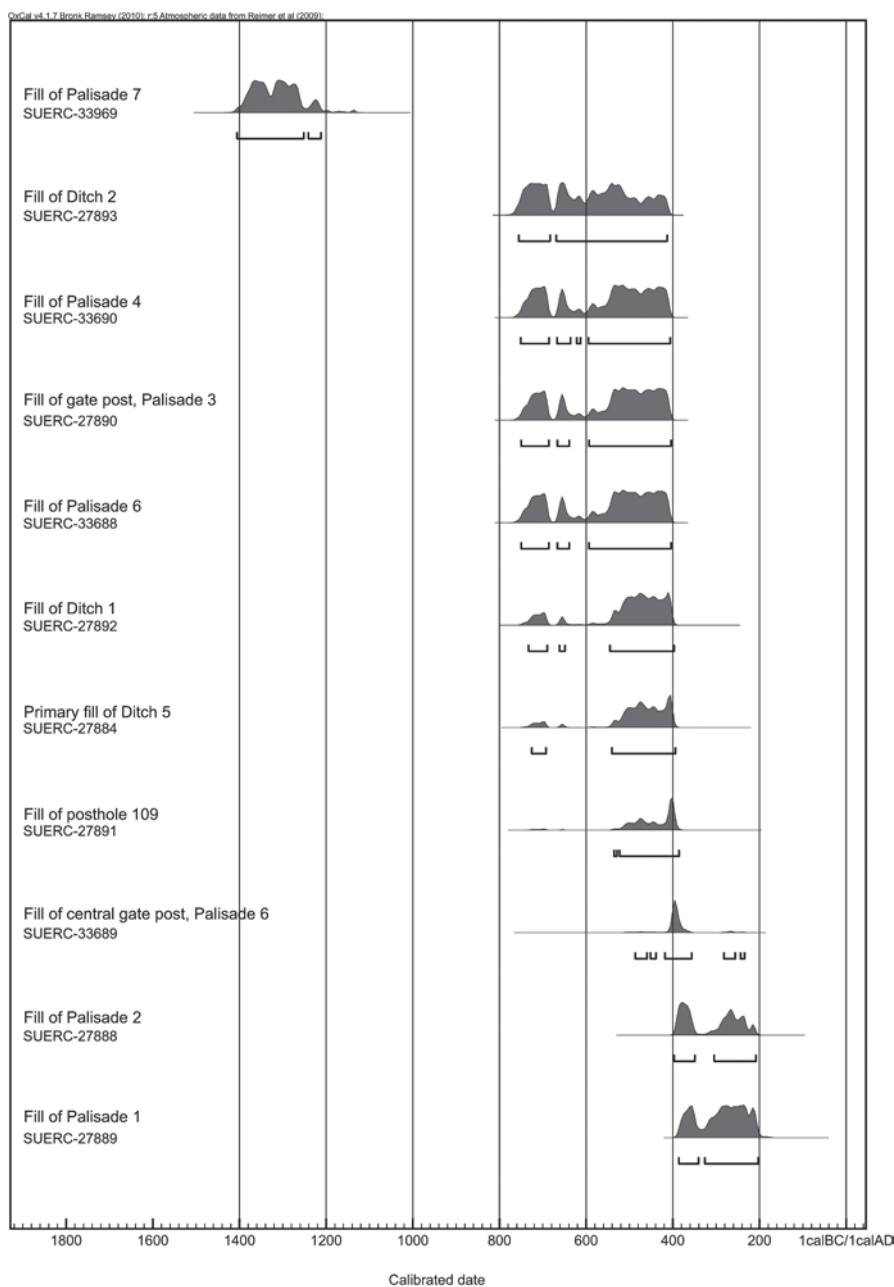 OxCal v4.1.7 Bronk Ramsey (2010); r:5 Atmospheric data from Reimer et al (2009);
Fill of Palisade 7
SUERC-33969
Fill of Ditch 2
SUERC-27893
Fill of Palisade 4
SUERC-33690
Fill of gate post, Palisade 3
SUERC-27890
Fill of Palisade 6
SUERC-33688
Fill of Ditch 1
SUERC-27892
Primary fill of Ditch 5
SUERC-27884
Fill of posthole 109
SUERC-27891
Fill of central gate post, Palisade 6
SUERC-33689
Fill of Palisade 2
SUERC-27888
Fill of Palisade 1
SUERC-27889
1800 1600 1400 1200 1000 800 600 400 200 1calBC/1calAD
Calibrated date